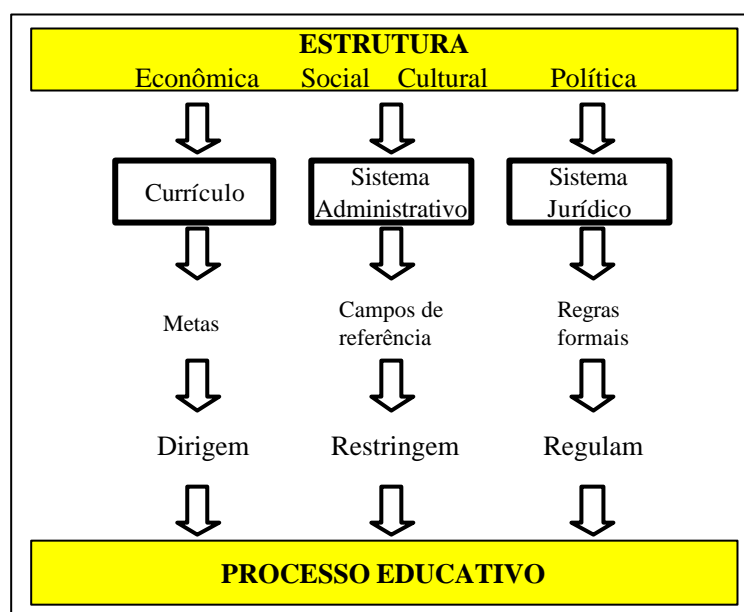 ESTRUTURA
Econômica Social Cultural Política
Currículo
Sistema
Administrativo
Sistema
Jurídico
Metas
Campos de
referência
Regras
formais
Dirigem
Restringem
Regulam
PROCESSO EDUCATIVO